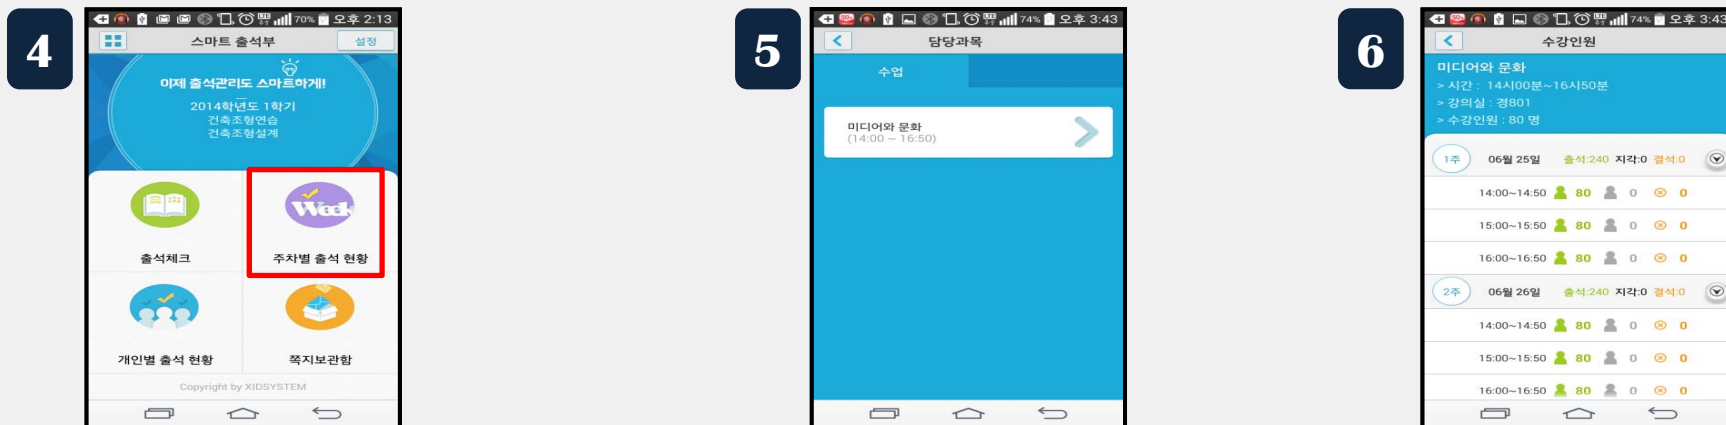 4
70% 오후 2:13
스마트 출석부
설정
이제 출석관리도 스마트하게!
2014학년도 1학기
건축조형연습
건축조형설계
Week
출석체크
주차별 출석 현황
개인별 출석 현황
쪽지보관함
Copyright by XIDSYSTEM
5
74% 오후 3:43
담당과목
수업
미디어와 문화
(14:00 ~ 16:50)
6
74% 오후 3:43
수강인원
미디어와 문화
> 시간 : 14시00분~16시50분
> 강의실 : 경801
> 수강인원 : 80 명
1주 06월 25일 출석:240 지각:0 결석:0
14:00~14:50 80 0 0
15:00~15:50 80 0 0
16:00~16:50 80 0 0
2주 06월 26일 출석:240 지각:0 결석:0
14:00~14:50 80 0 0
15:00~15:50 80 0 0
16:00~16:50 80 0 0